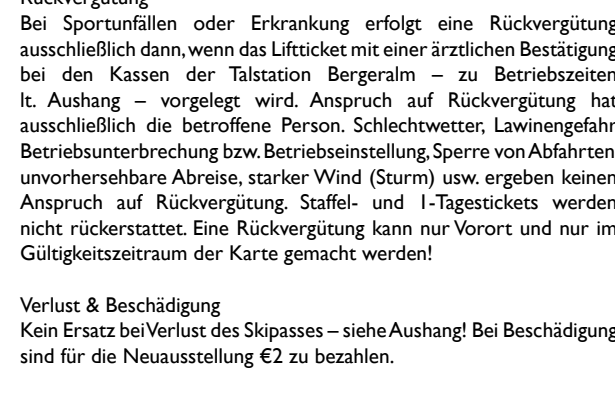 Rückvergütung
Bei Sportunfällen oder Erkrankung erfolgt eine Rückvergütung
ausschließlich dann, wenn das Liftticket mit einer ärztlichen Bestätigung
bei den Kassen der Talstation Bergeralm – zu Betriebszeiten
lt. Aushang – vorgelegt wird. Anspruch auf Rückvergütung hat
ausschließlich die betroffene Person. Schlechtwetter, Lawinengefahr
Betriebsunterbrechung bzw. Betriebseinstellung, Sperre von Abfahrten
unvorhersehbare Abreise, starker Wind (Sturm) usw. ergeben keinen
Anspruch auf Rückvergütung. Staffel- und 1-Tagestickets werden
nicht rückerstattet. Eine Rückvergütung kann nur Vorort und nur im
Gültigkeitszeitraum der Karte gemacht werden!
Verlust & Beschädigung
Kein Ersatz bei Verlust des Skipasses – siehe Aushang! Bei Beschädigung
sind für die Neuausstellung €2 zu bezahlen.